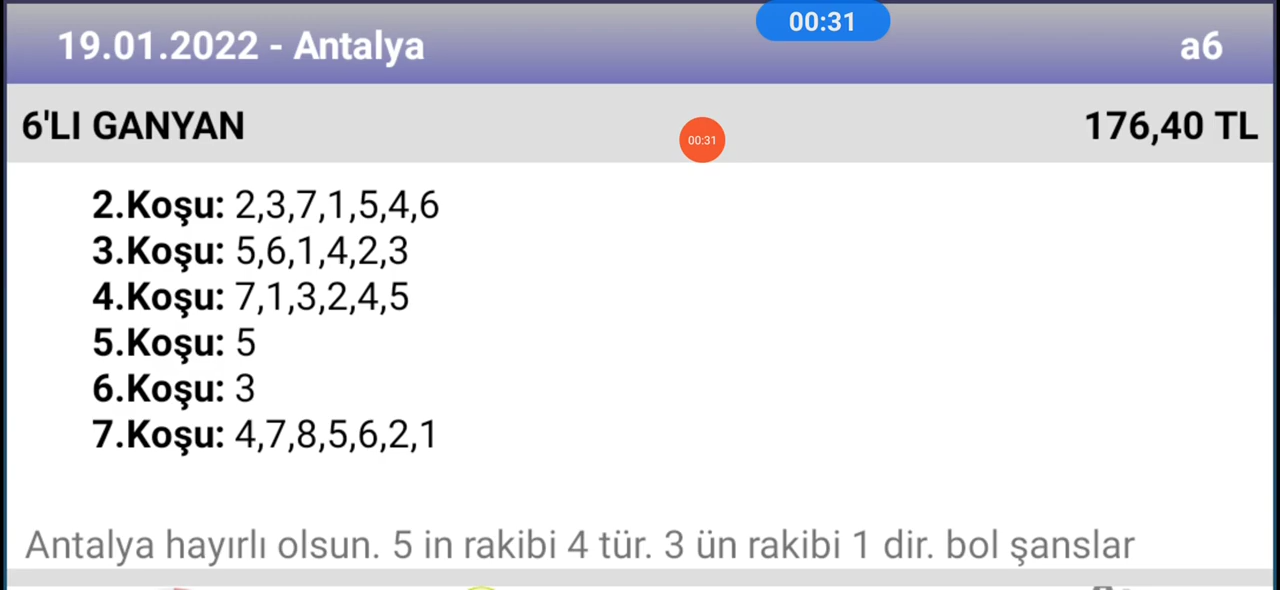 00:31
19.01.2022 - Antalya a6
6'LI GANYAN 00:31 176,40 TL
2.Koşu: 2,3,7,1,5,4,6
3.Koşu: 5,6,1,4,2,3
4.Koşu: 7,1,3,2,4,5
5.Koşu: 5
6.Koşu: 3
7.Koşu: 4,7,8,5,6,2,1
Antalya hayırlı olsun. 5 in rakibi 4 tür. 3 ün rakibi 1 dir. bol şanslar